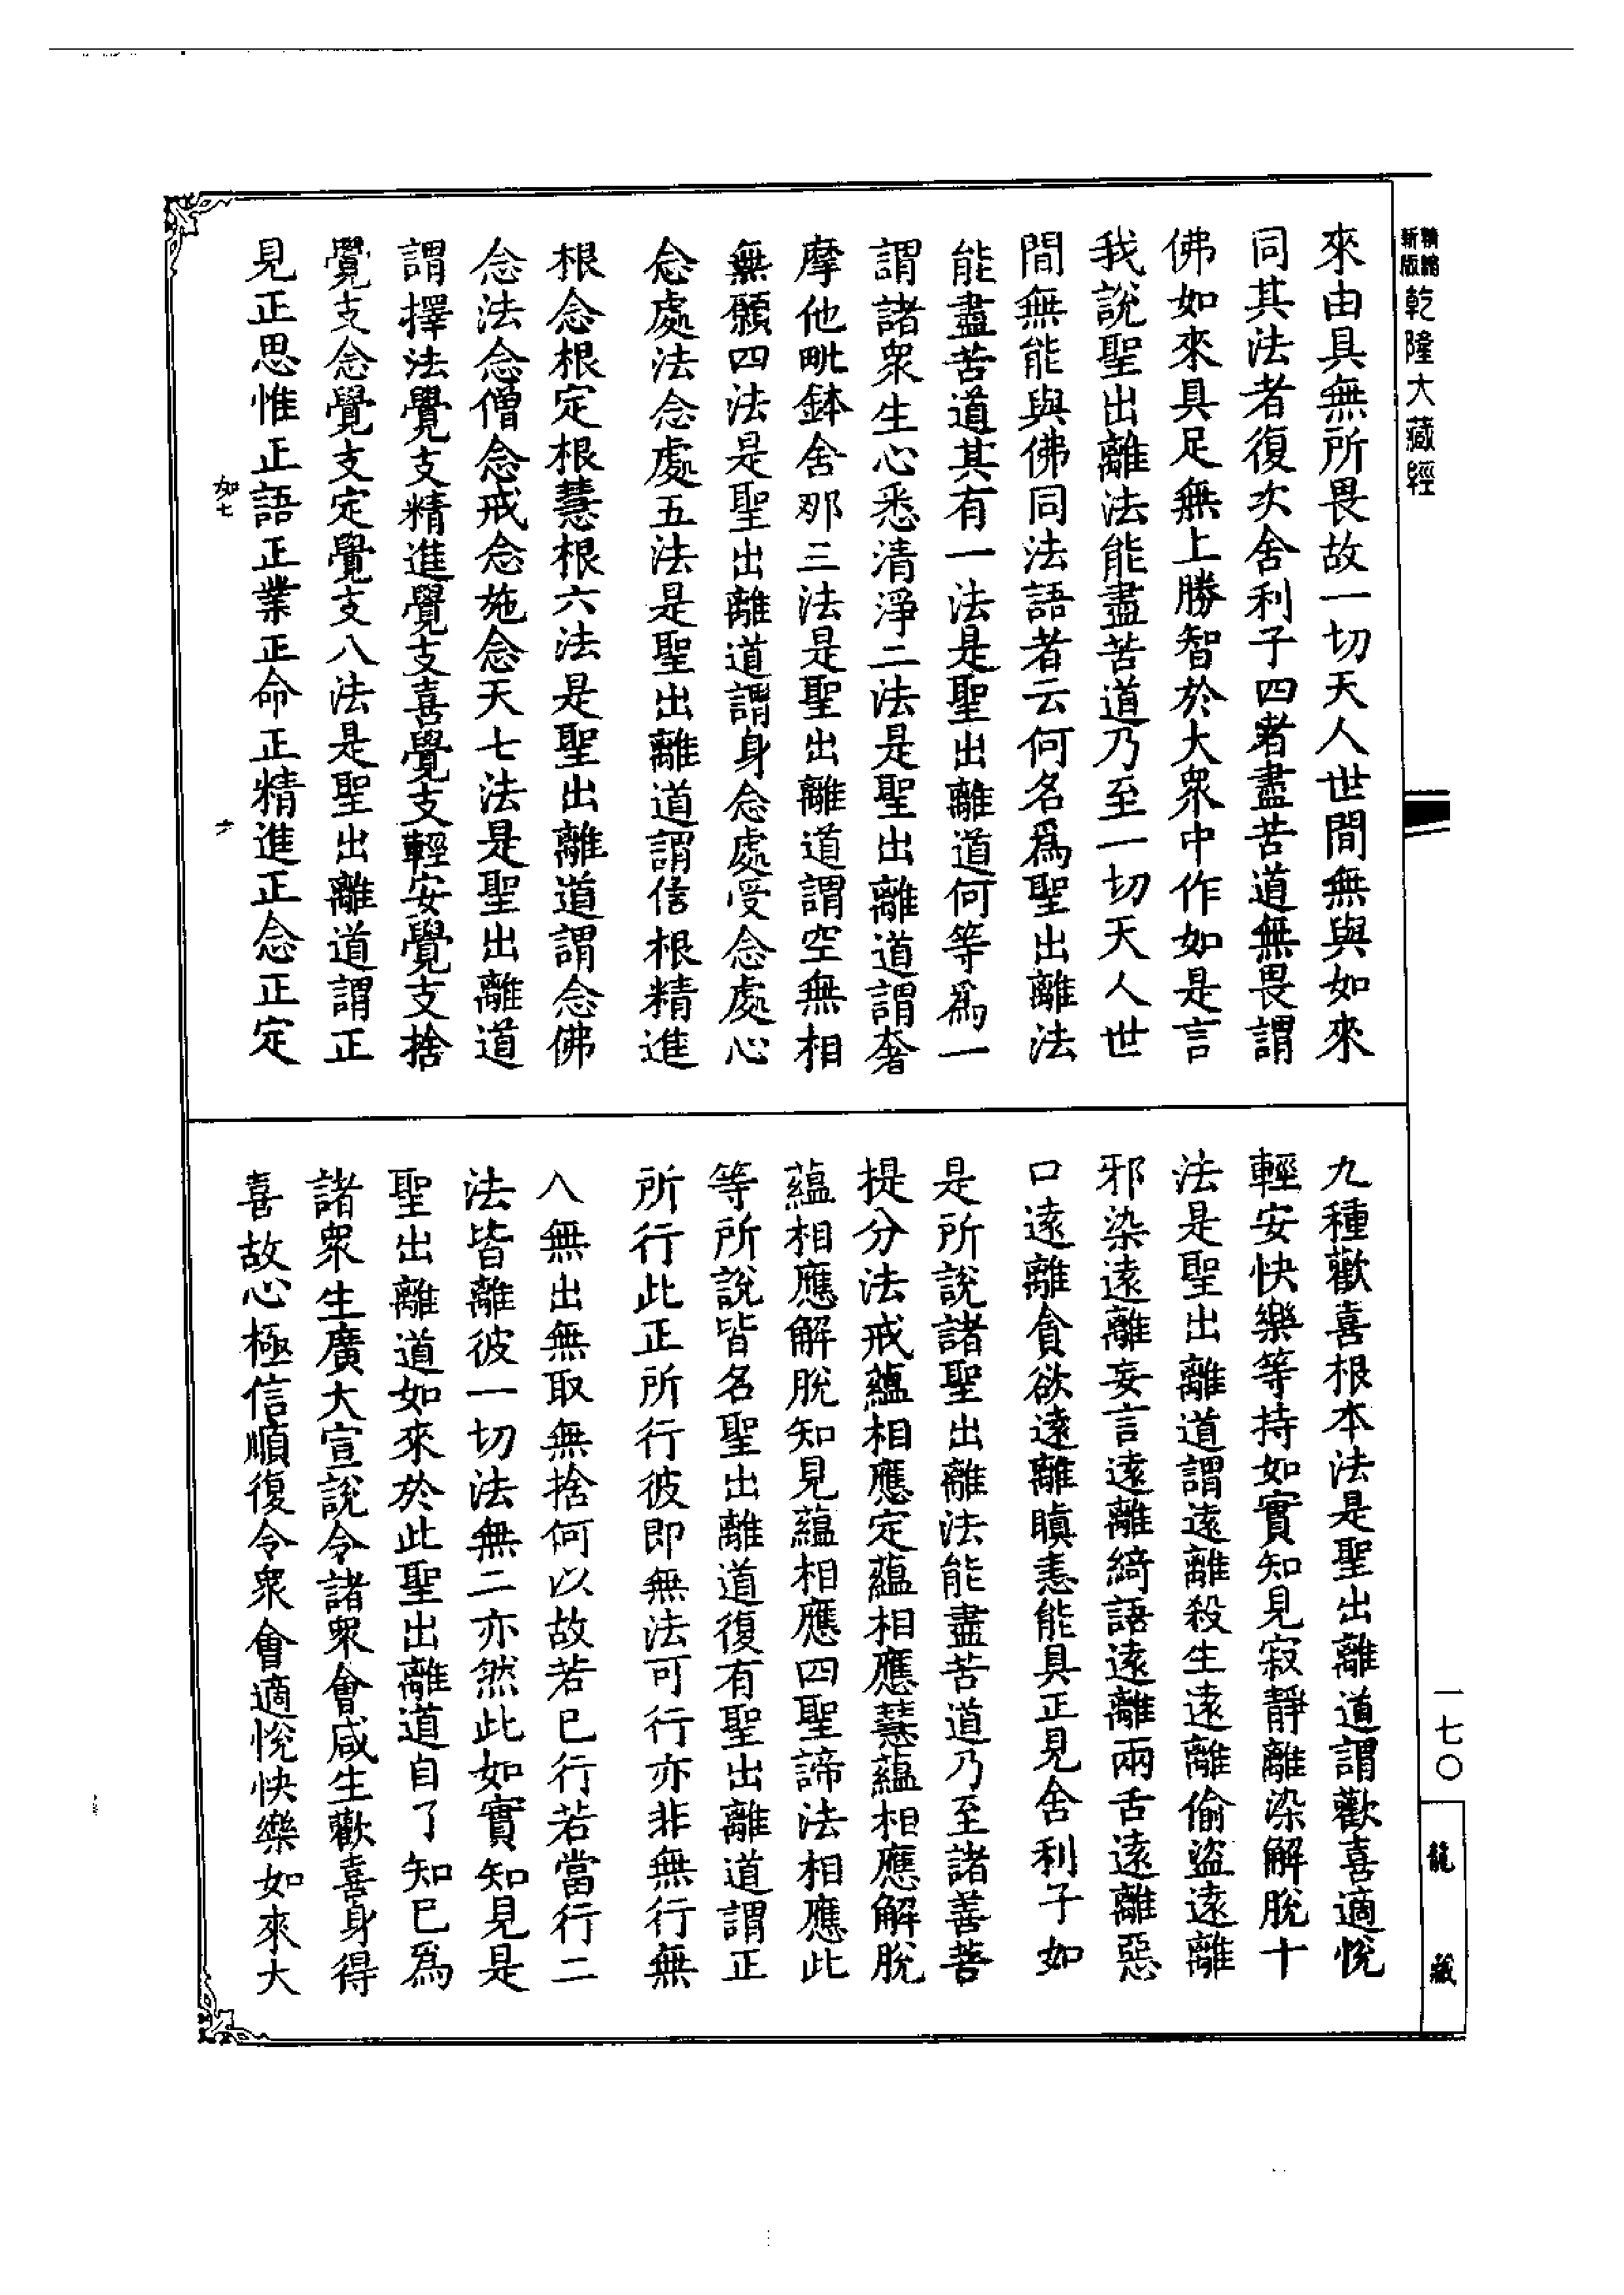 新版
精縮
乾隆大藏經
來由具無所畏故一切天人世間無與如來
同其法者復次舍利子四者盡苦道無畏謂
佛如來具足無上勝智於大眾中作如是言
我說聖出離法能盡苦道乃至一切天人世
間無能與佛同法語者云何名爲聖出離法
能盡苦道其有一法是聖出離道何等爲一
謂諸眾生心悉清淨二法是聖出離道謂奢
摩他毗鉢舍那三法是聖出離道謂空無相
無願四法是聖出離道謂身念處受念處心
念處法念處五法是聖出離道謂信根精進
根念根定根慧根六法是聖出離道謂念佛
念法念僧念戒念施念天七法是聖出離道
謂擇法覺支精進覺支喜覺支輕安覺支捨
覺支念覺支定覺支八法是聖出離道謂正
見正思惟正語正業正命正精進正念正定
如七
六
九種歡喜根本法是聖出離道謂歡喜適悅
輕安快樂等持如實知見寂靜離染解脫十
法是聖出離道謂遠離殺生遠離偷盜遠離
邪染遠離妄言遠離綺語遠離兩舌遠離惡
口遠離貪欲遠離瞋恚能具正見舍利子如
是所說諸聖出離法能盡苦道乃至諸善菩
提分法戒蘊相應定蘊相應慧蘊相應解脫
蘊相應解脫知見蘊相應四聖諦法相應此
等所說皆名聖出離道復有聖出離道謂正
所行此正所行彼即無法可行亦非無行無
入無出無取無捨何以故若已行若當行二
法皆離彼一切法無二亦然此如實知見是
聖出離道如來於此聖出離道自了知已爲
諸眾生廣大宣說令諸眾會咸生歡喜身得
喜故心極信順復令眾會適悅快樂如來大
一七〇
龍藏